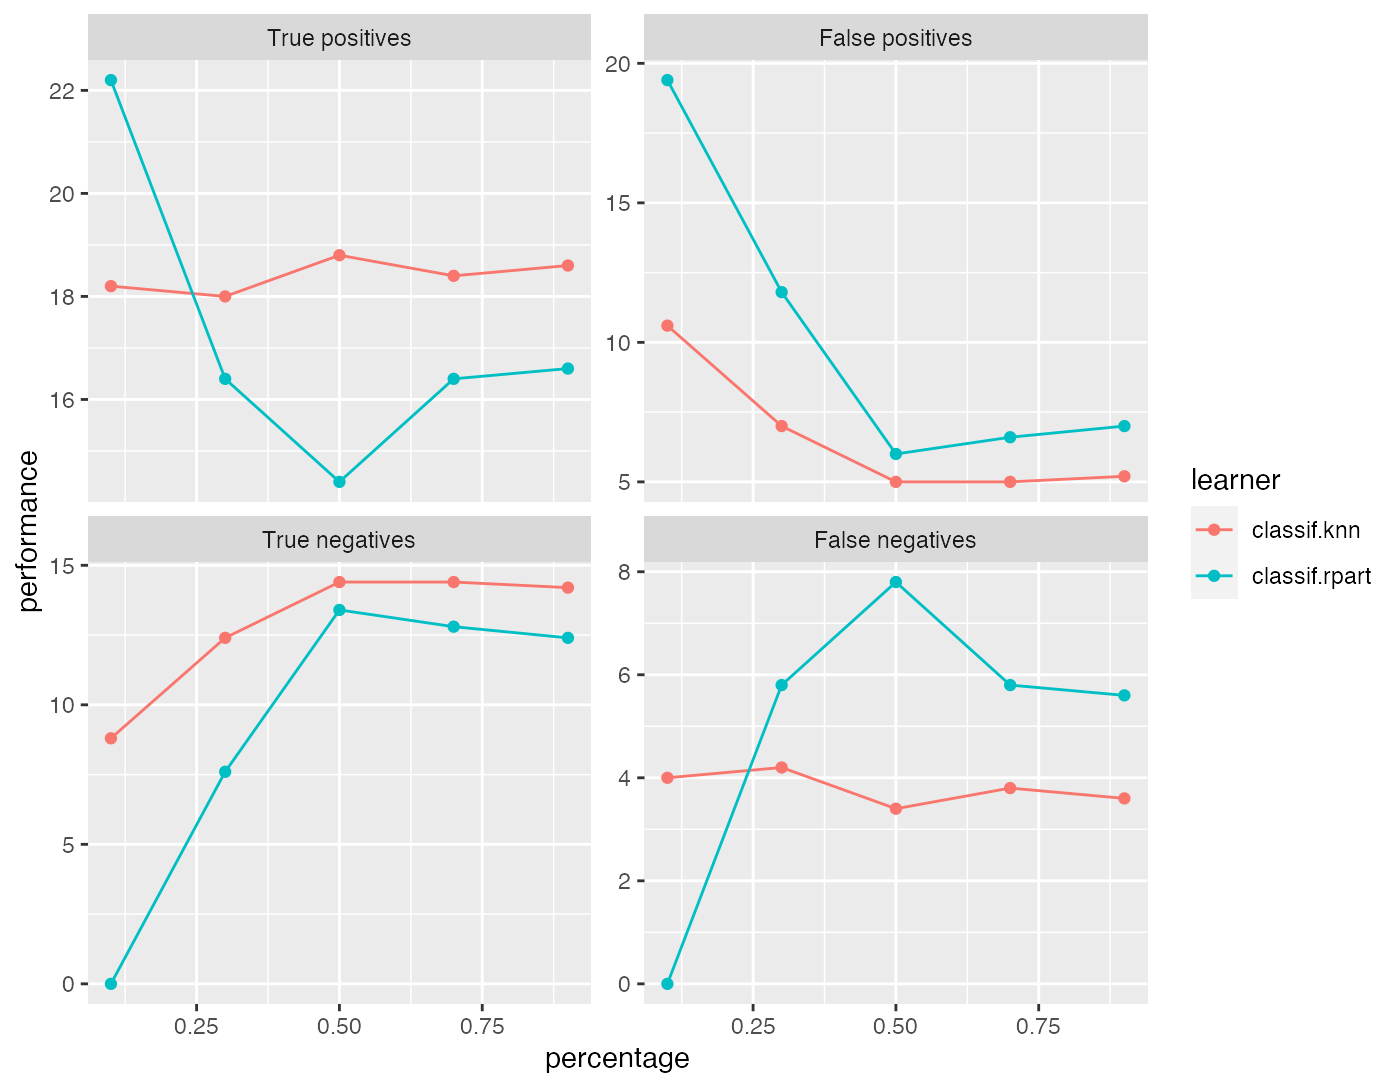 True positives
False positives
22
20
18
16
20
15
10
5
True negatives
False negatives
15
10
5
0
8
6
4
2
0
0.25 0.50 0.75
0.25 0.50 0.75
percentage
performance
learner
classif.knn
classif.rpart